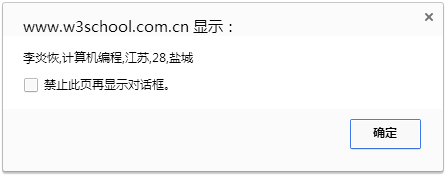 www.w3school.com.cn 显示：
李炎恢,计算机编程,江苏,28,盐城
禁止此页再显示对话框。
确定